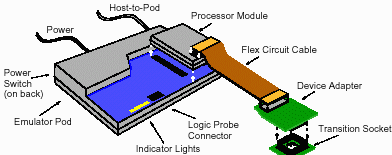 Host-to-Pod
Processor Module
Power
Flex Circuit Cable
Power
Switch
(on back)
Device Adapter
Emulator Pod
Logic Probe
Connector
Transition Socket
Indicator Lights